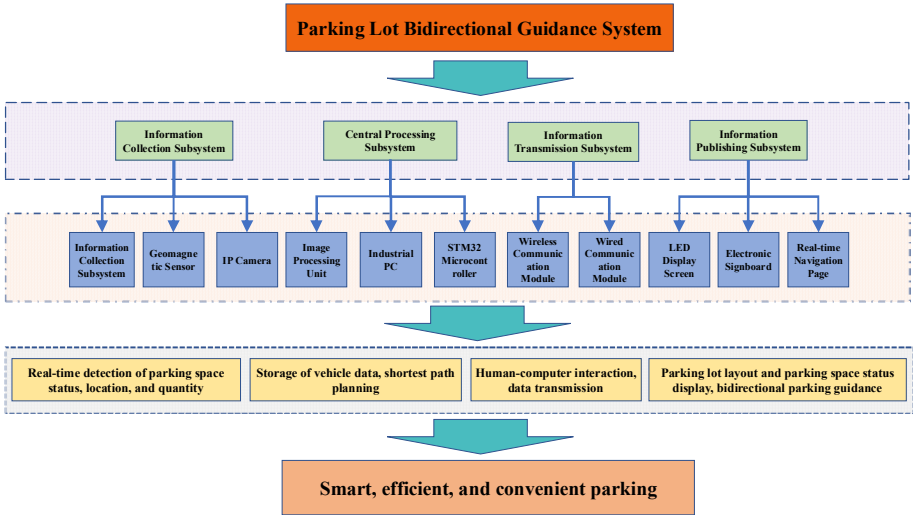 Parking Lot Bidirectional Guidance System
Information
Collection Subsystem
Central Processing
Subsystem
Information
Transmission Subsystem
Information
Publishing Subsystem
Information
Collection
Subsystem
Geomagne
tic Sensor
IP Camera
Image
Processing
Unit
Industrial
PC
STM32
Microcont
roller
Wireless
Communic
ation
Module
Wired
Communic
ation
Module
LED
Display
Screen
Electronic
Signboard
Real-time
Navigation
Page
Real-time detection of parking space
status, location, and quantity
Storage of vehicle data, shortest path
planning
Human-computer interaction,
data transmission
Parking lot layout and parking space status
display, bidirectional parking guidance
Smart, efficient, and convenient parking